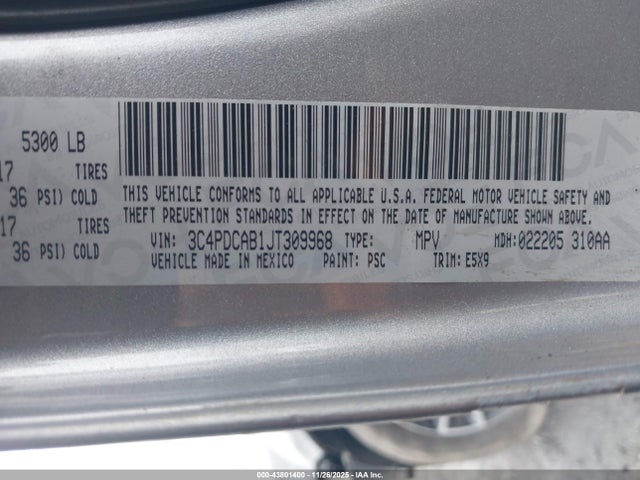 5300 LB
17 TIRES
36 PSI) COLD
17 TIRES
36 PSI) COLD
THIS VEHICLE CONFORMS TO ALL APPLICABLE U.S.A. FEDERAL MOTOR VEHICLE SAFETY AND
THEFT PREVENTION STANDARDS IN EFFECT ON THE DATE OF MANUFACTURE SHOWN ABOVE.
VIN: 3C4PDCAB1JT309968 TYPE: MPV MDH:022205 310AA
VEHICLE MADE IN MEXICO PAINT: PSC TRIM: E5X9
000-43801400 - 11/26/2025 - IAA Inc.